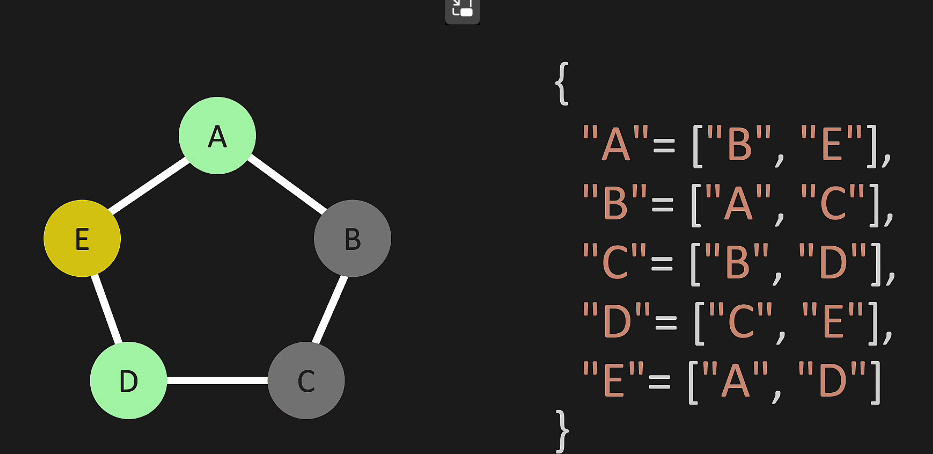 A
E
B
D
C
{
"A"= ["B", "E"],
"B"= ["A", "C"],
"C"= ["B", "D"],
"D"= ["C", "E"],
"E"= ["A", "D"]
}